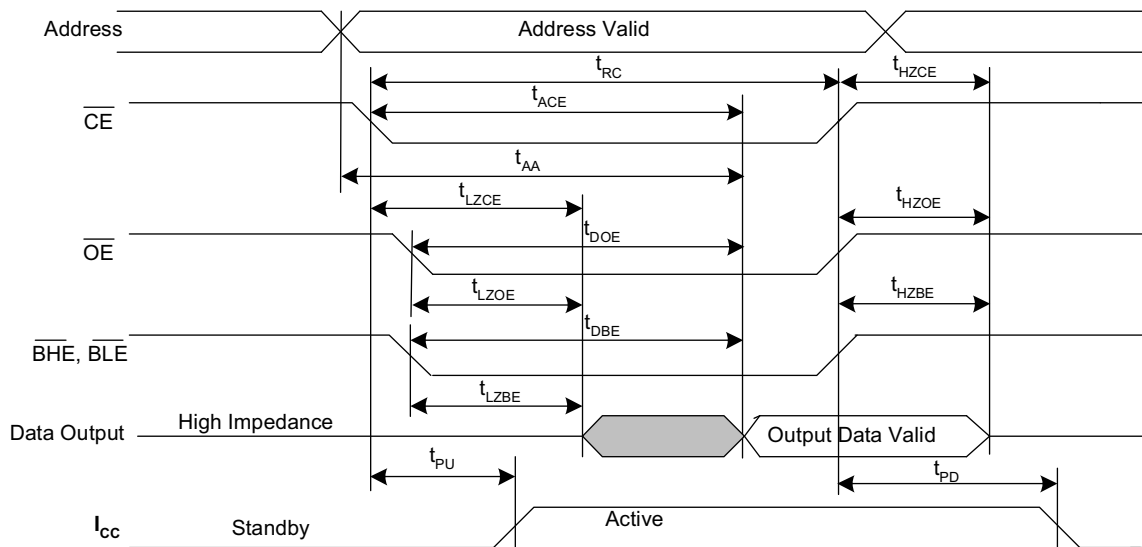 Address
Address Valid
tRC
tHZCE
tACE
CE
tAA
tLZCE
tHZOE
tDOE
OE
tLZOE
tHZBE
tDBE
BHE, BLE
tLZBE
High Impedance
Data Output
Output Data Valid
tPU
tPD
ICC
Standby
Active